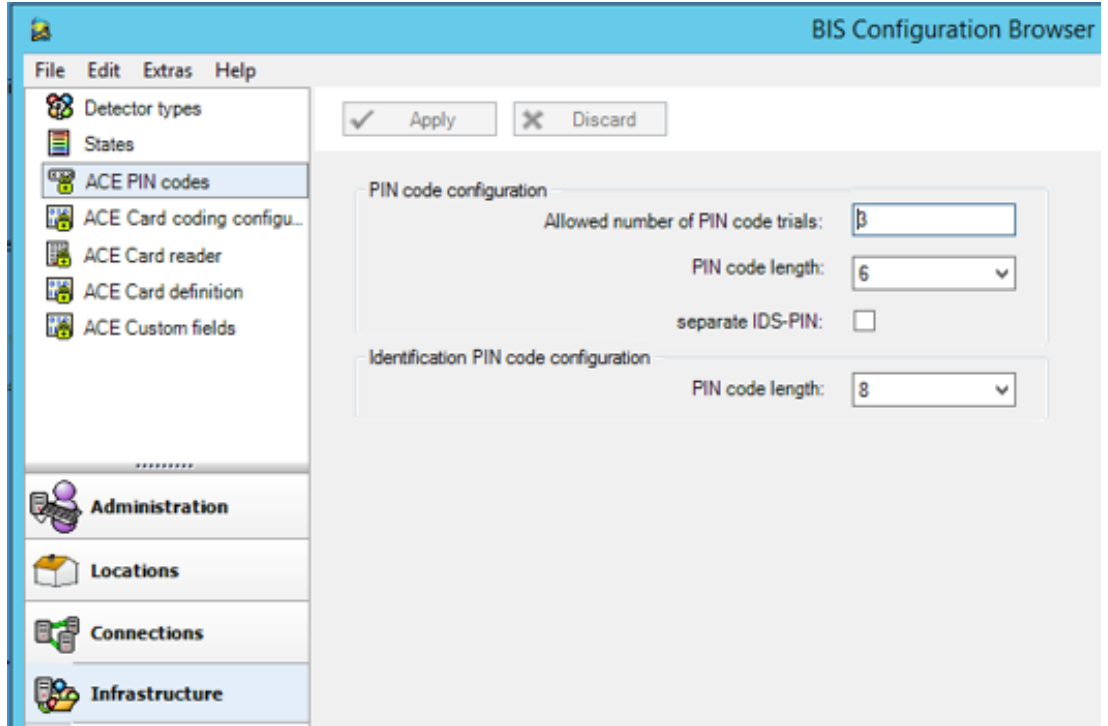 BIS Configuration Browser
File Edit Extras Help
Detector types
States
ACE PIN codes
ACE Card coding configu...
ACE Card reader
ACE Card definition
ACE Custom fields
Administration
Locations
Connections
Infrastructure
Apply Discard
PIN code configuration
Allowed number of PIN code trials: 3
PIN code length: 6
separate IDS-PIN:
Identification PIN code configuration
PIN code length: 8